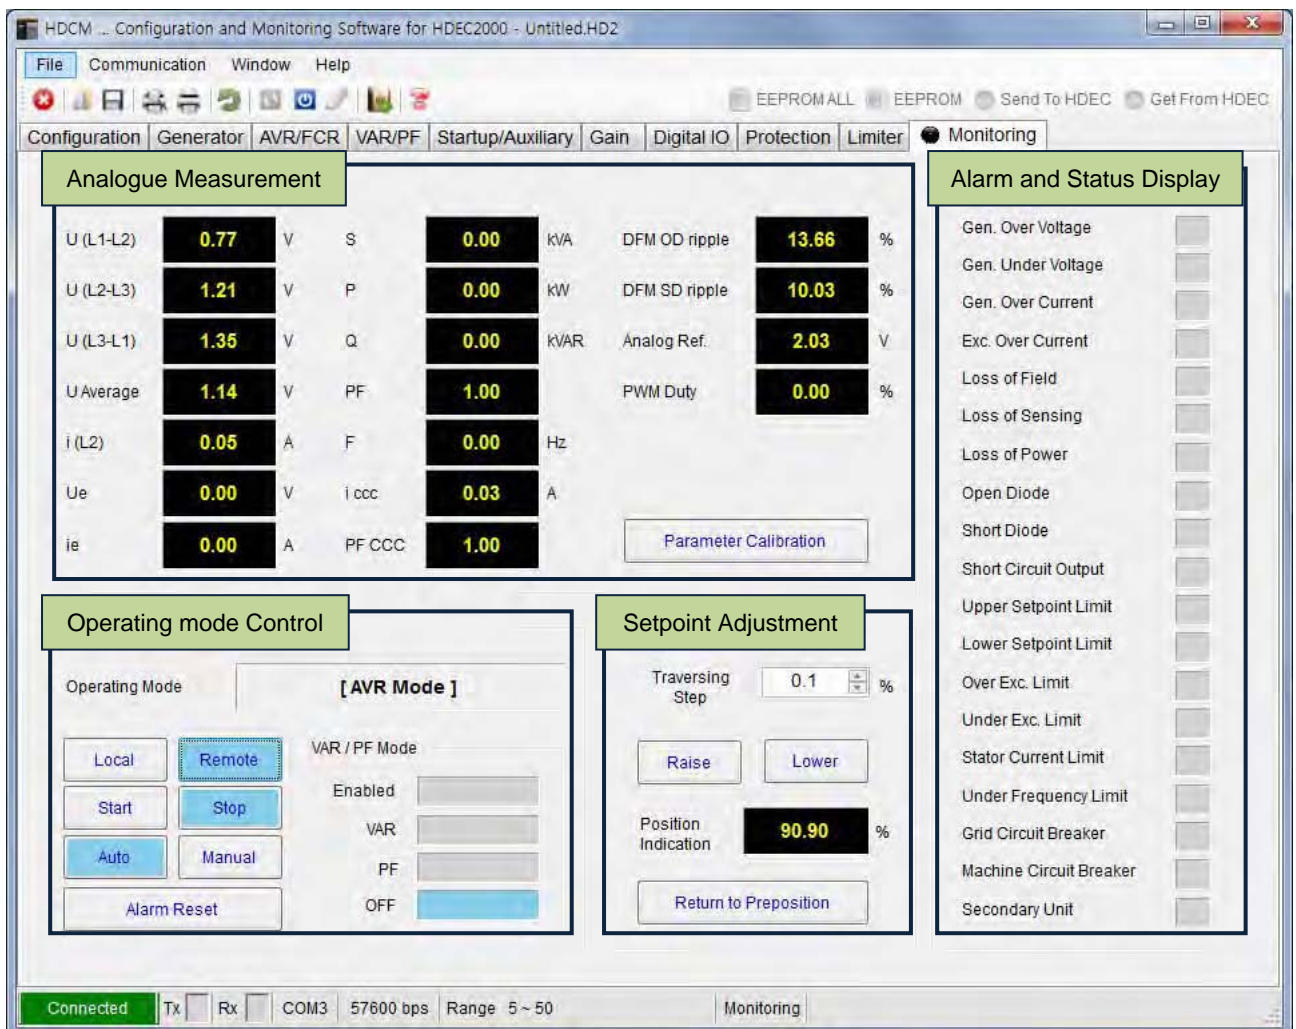 HDCM ... Configuration and Monitoring Software for HDEC2000 - Untitled.HD2
File Communication Window Help
EEPROM ALL EEPROM Send To HDEC Get From HDEC
Configuration Generator AVR/FCR VAR/PF Startup/Auxiliary Gain Digital IO Protection Limiter Monitoring
Analogue Measurement
U (L1-L2) 0.77 V S 0.00 kVA DFM OD ripple 13.66 %
U (L2-L3) 1.21 V P 0.00 kW DFM SD ripple 10.03 %
U (L3-L1) 1.35 V Q 0.00 kVAR Analog Ref. 2.03 V
U Average 1.14 V PF 1.00 PWM Duty 0.00 %
i (L2) 0.05 A F 0.00 Hz
Ue 0.00 V i ccc 0.03 A
ie 0.00 A PF CCC 1.00 Parameter Calibration
Alarm and Status Display
Gen. Over Voltage
Gen. Under Voltage
Gen. Over Current
Exc. Over Current
Loss of Field
Loss of Sensing
Loss of Power
Open Diode
Short Diode
Short Circuit Output
Upper Setpoint Limit
Lower Setpoint Limit
Over Exc. Limit
Under Exc. Limit
Stator Current Limit
Under Frequency Limit
Grid Circuit Breaker
Machine Circuit Breaker
Secondary Unit
Operating mode Control
Operating Mode [ AVR Mode ]
Local Remote
Start Stop
Auto Manual
Alarm Reset
VAR / PF Mode
Enabled
VAR
PF
OFF
Setpoint Adjustment
Traversing
Step
0.1 %
Raise Lower
Position
Indication
90.90 %
Return to Preposition
Connected Tx Rx COM3 57600 bps Range 5 ~ 50 Monitoring